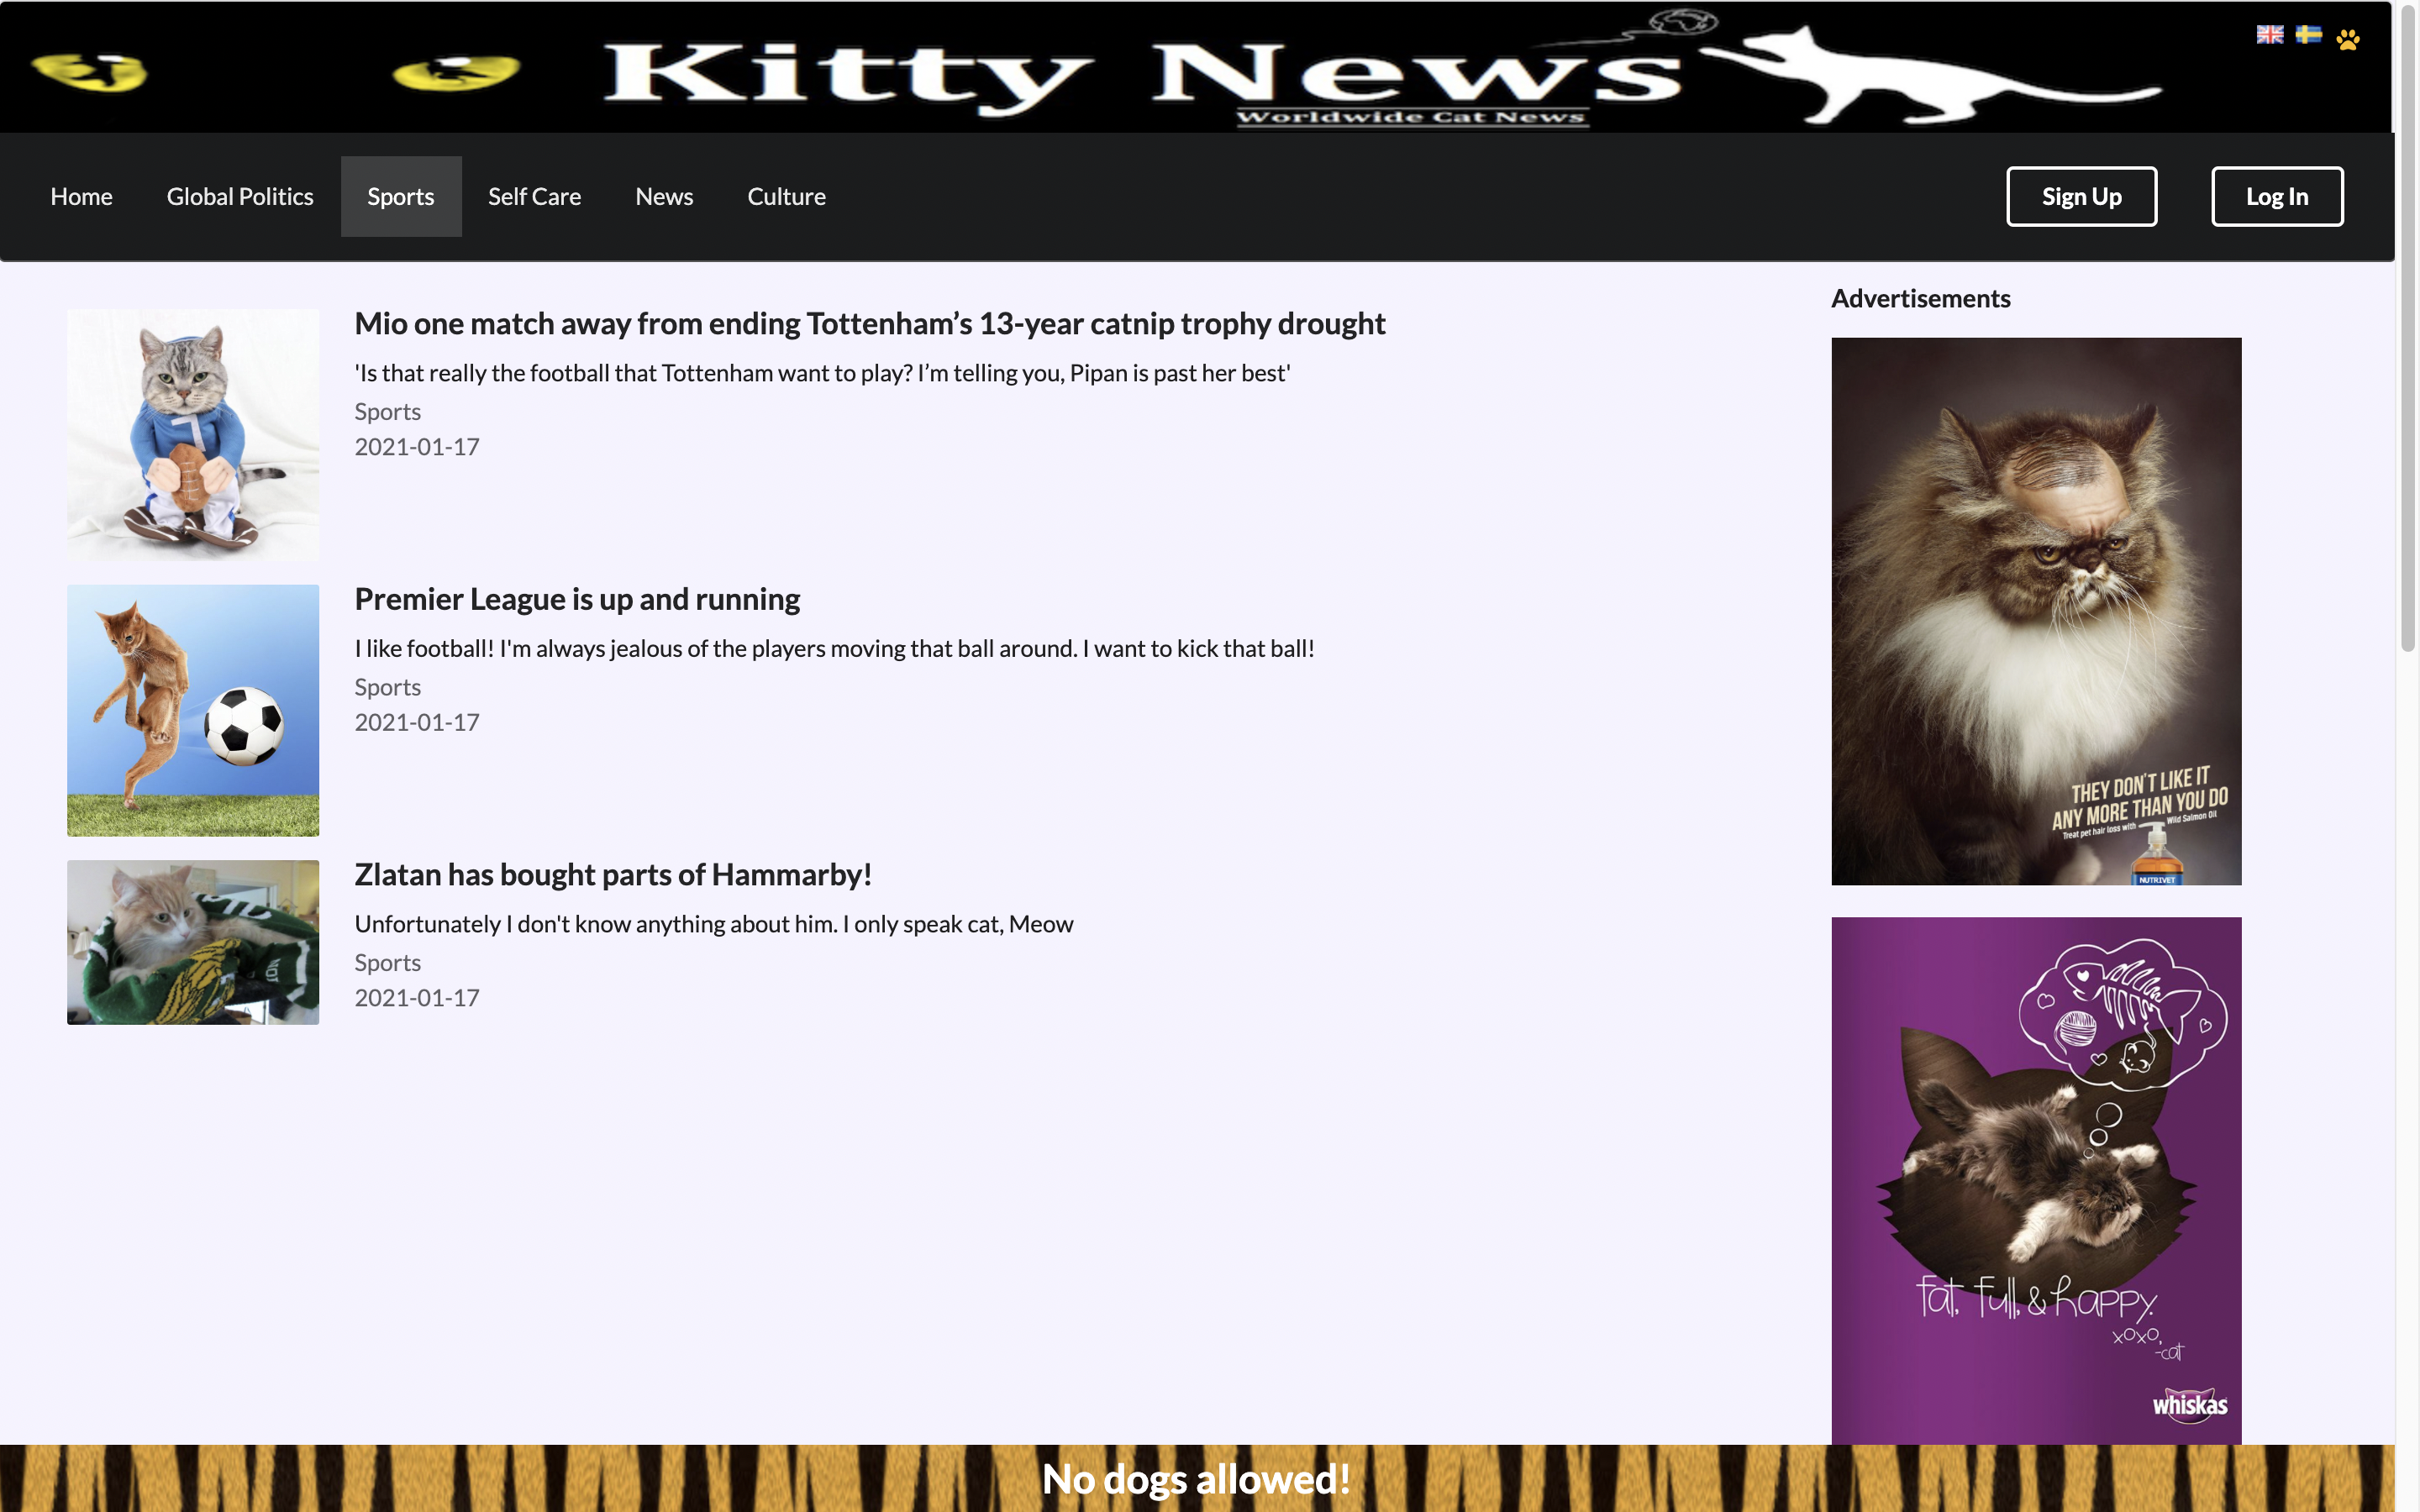 Kitty News
Worldwide Cat News
Home
Global Politics
Sports
Self Care
News
Culture
Sign Up
Log In
Mio one match away from ending Tottenham’s 13-year catnip trophy drought
'Is that really the football that Tottenham want to play? I’m telling you, Pipan is past her best'
Sports
2021-01-17
Premier League is up and running
I like football! I'm always jealous of the players moving that ball around. I want to kick that ball!
Sports
2021-01-17
Zlatan has bought parts of Hammarby!
Unfortunately I don't know anything about him. I only speak cat, Meow
Sports
2021-01-17
Advertisements
THEY DON'T LIKE IT
ANY MORE THAN YOU DO
Treat pet hair loss with Wild Salmon Oil
NUTRIVET
fat, full, & happy.
xoxo,
-cat
whiskas
No dogs allowed!